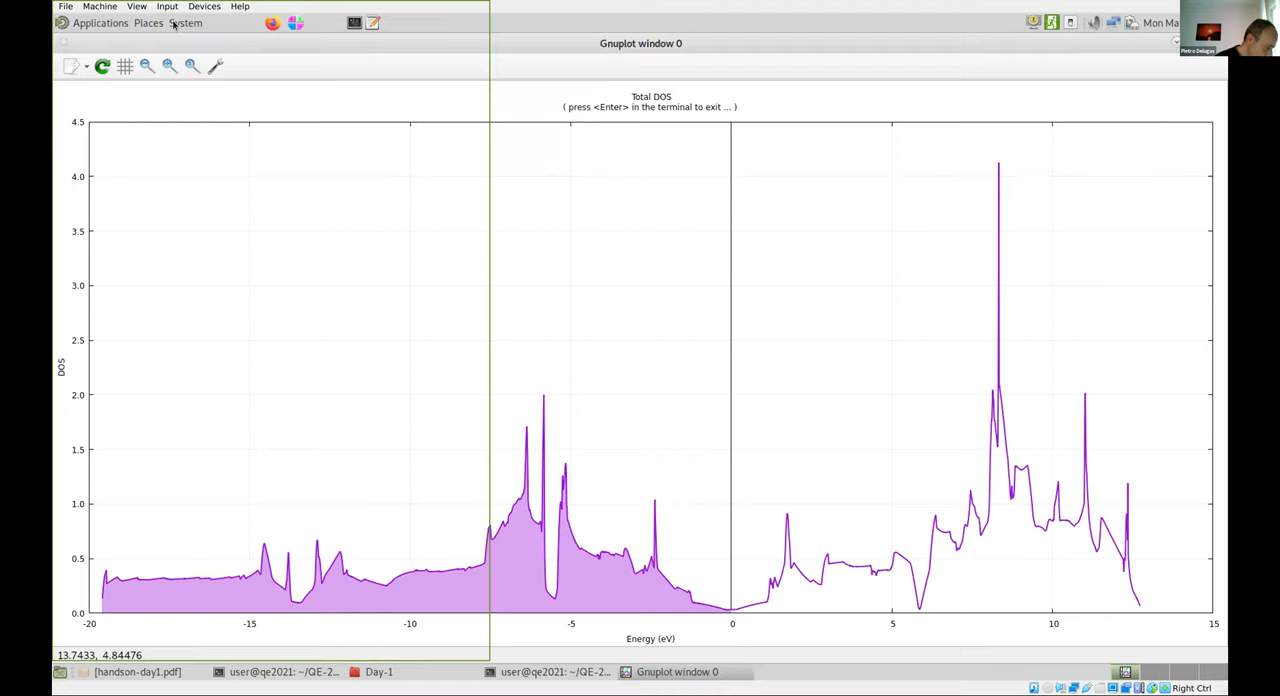 File Machine View Input Devices Help
Applications Places System
Mon Ma
Pietro Delugas
Gnuplot window 0
Total DOS
( press <Enter> in the terminal to exit ... )
4.5
4.0
3.5
3.0
2.5
2.0
1.5
1.0
0.5
0.0
DOS
-20 -15 -10 -5 0 5 10 15
Energy (eV)
13.7433, 4.84476
[handson-day1.pdf] user@qe2021: ~/QE-2... Day-1 user@qe2021: ~/QE-2... Gnuplot window 0
Right Ctrl